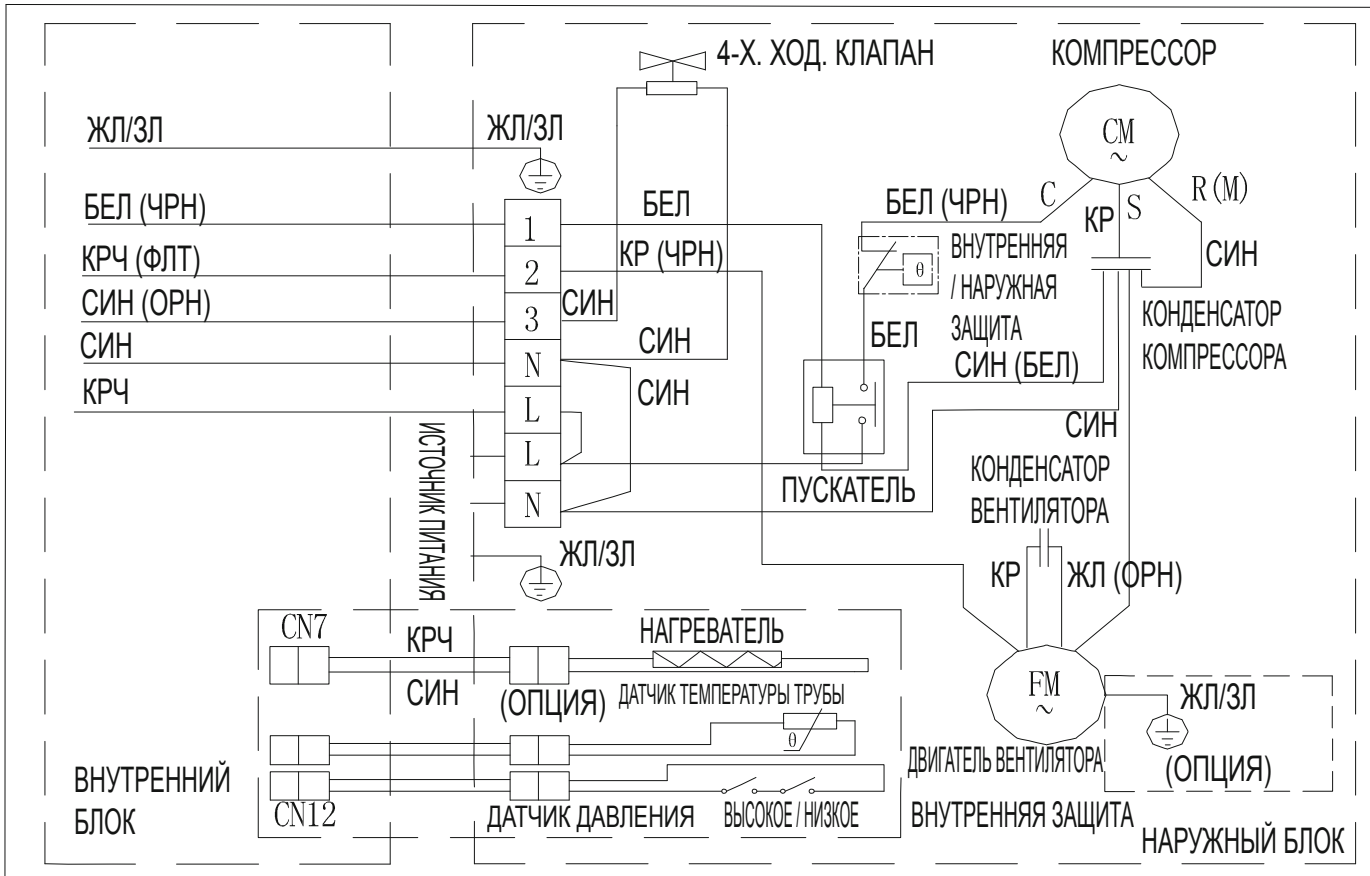 4-Х. ХОД. КЛАПАН
КОМПРЕССОР
ЖЛ/ЗЛ
ЖЛ/ЗЛ
CM
~
БЕЛ (ЧРН)
1
БЕЛ
БЕЛ (ЧРН)
C
КР
S
R(M)
КРЧ (ФЛТ)
2
КР (ЧРН)
θ
ВНУТРЕННЯЯ
/ НАРУЖНАЯ
ЗАЩИТА
СИН
СИН (ОРН)
3
СИН
КОНДЕНСАТОР
КОМПРЕССОРА
СИН
N
СИН
БЕЛ
СИН (БЕЛ)
КРЧ
L
СИН
СИН
ИСТОЧНИК ПИТАНИЯ
L
ПУСКАТЕЛЬ
КОНДЕНСАТОР
ВЕНТИЛЯТОРА
N
ЖЛ/ЗЛ
КР
ЖЛ (ОРН)
CN7
КРЧ
СИН
(ОПЦИЯ)
НАГРЕВАТЕЛЬ
ДАТЧИК ТЕМПЕРАТУРЫ ТРУБЫ
θ
FM
~
ЖЛ/ЗЛ
(ОПЦИЯ)
ДВИГАТЕЛЬ ВЕНТИЛЯТОРА
ВНУТРЕННИЙ
БЛОК
CN12
ДАТЧИК ДАВЛЕНИЯ
ВЫСОКОЕ / НИЗКОЕ
ВНУТРЕННЯЯ ЗАЩИТА
НАРУЖНЫЙ БЛОК